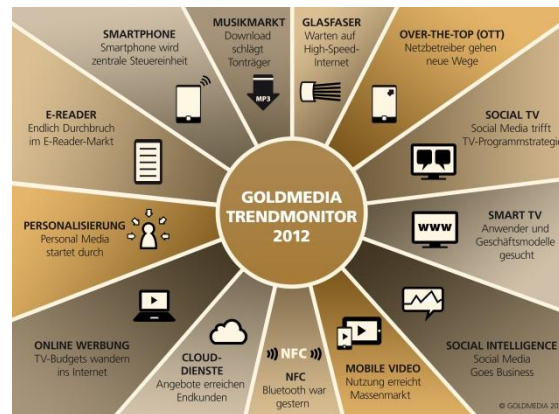 SMARTPHONE
Smartphone wird
zentrale Steuereinheit
MUSIKMARKT
Download
schlägt
Tonträger
MP3
GLASFASER
Warten auf
High-Speed-
Internet
OVER-THE-TOP (OTT)
Netzbetreiber gehen
neue Wege
SOCIAL TV
Social Media trifft
TV-Programmstrategie
SMART TV
Anwender und
Geschäftsmodelle
gesucht
www
SOCIAL INTELLIGENCE
Social Media
Goes Business
MOBILE VIDEO
Nutzung erreicht
Massenmarkt
NFC
NFC
Bluetooth war
gestern
CLOUD-
DIENSTE
Angebote erreichen
Endkunden
ONLINE WERBUNG
TV-Budgets wandern
ins Internet
PERSONALISIERUNG
Personal Media
startet durch
E-READER
Endlich Durchbruch
im E-Reader-Markt
GOLDMEDIA
TRENDMONITOR
2012
© GOLDMEDIA